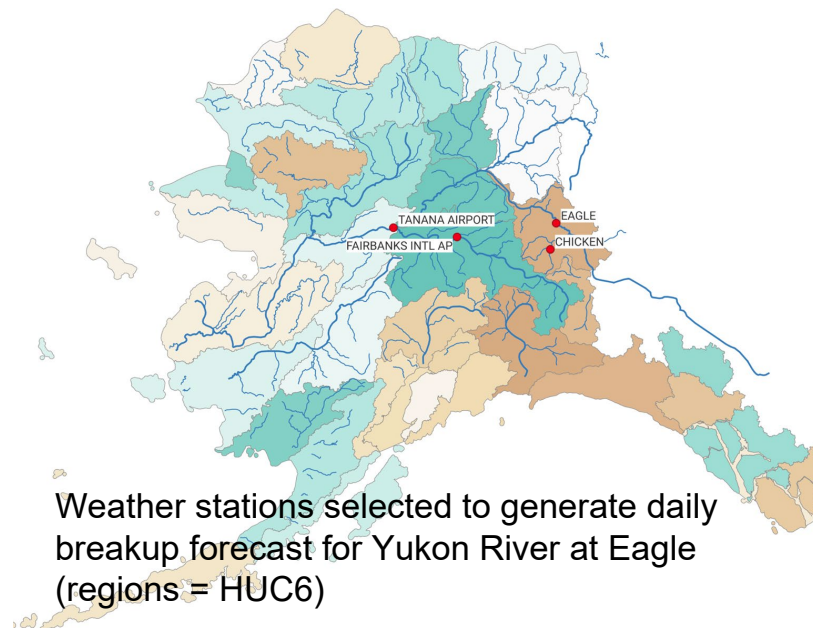 TANANA AIRPORT
EAGLE
FAIRBANKS INTL AP
CHICKEN
Weather stations selected to generate daily
breakup forecast for Yukon River at Eagle
(regions = HUC6)